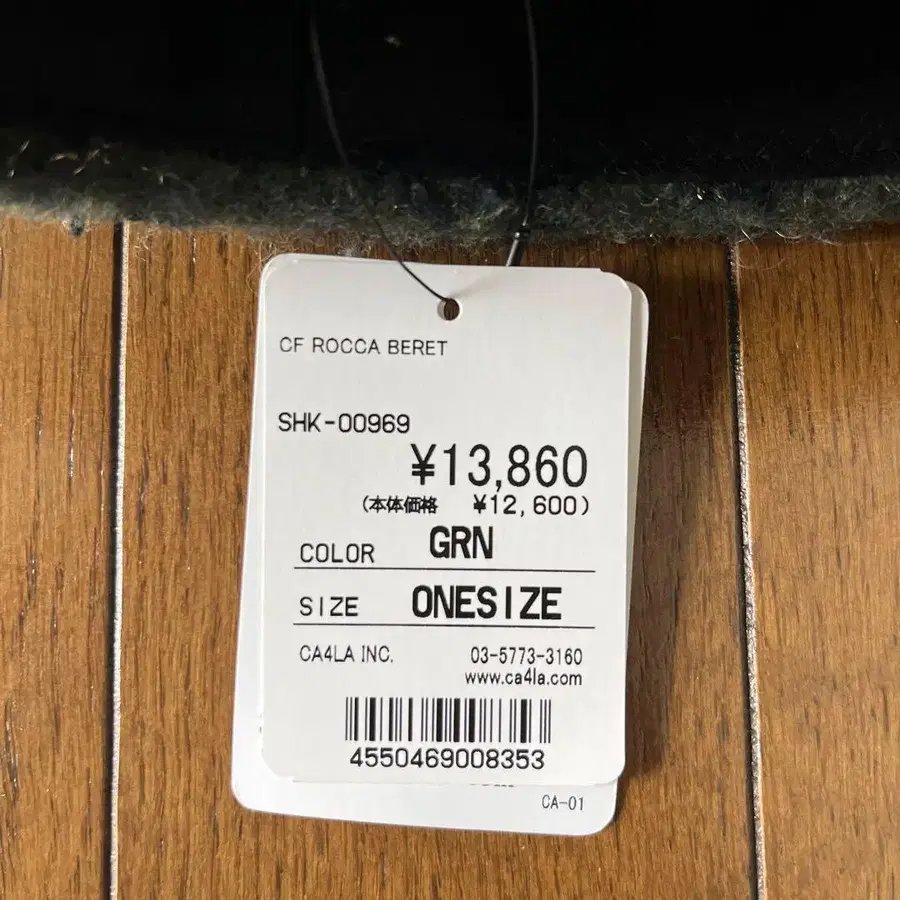 CF ROCCA BERET
SHK-00969
¥13,860
(本体価格 ¥12,600)
COLOR GRN
SIZE ONESIZE
CA4LA INC. 03-5773-3160
www.ca4la.com
4550469008353
CA-01